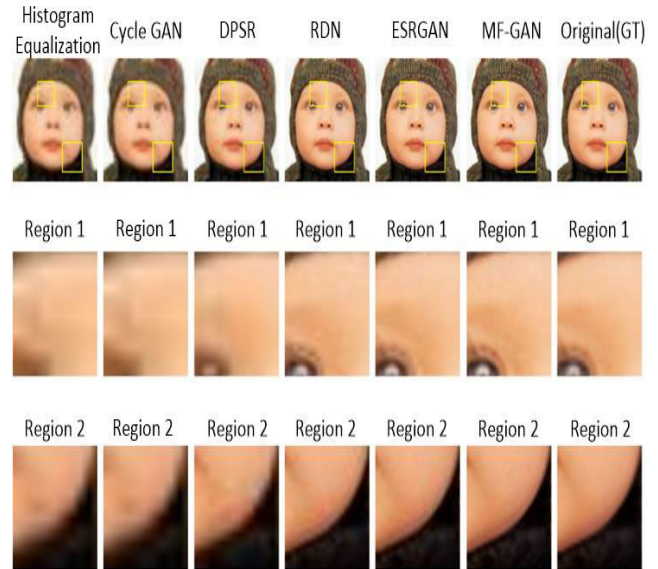 Histogram Equalization Cycle GAN DPSR RDN ESRGAN MF-GAN Original(GT)
Region 1 Region 1 Region 1 Region 1 Region 1 Region 1 Region 1
Region 2 Region 2 Region 2 Region 2 Region 2 Region 2 Region 2